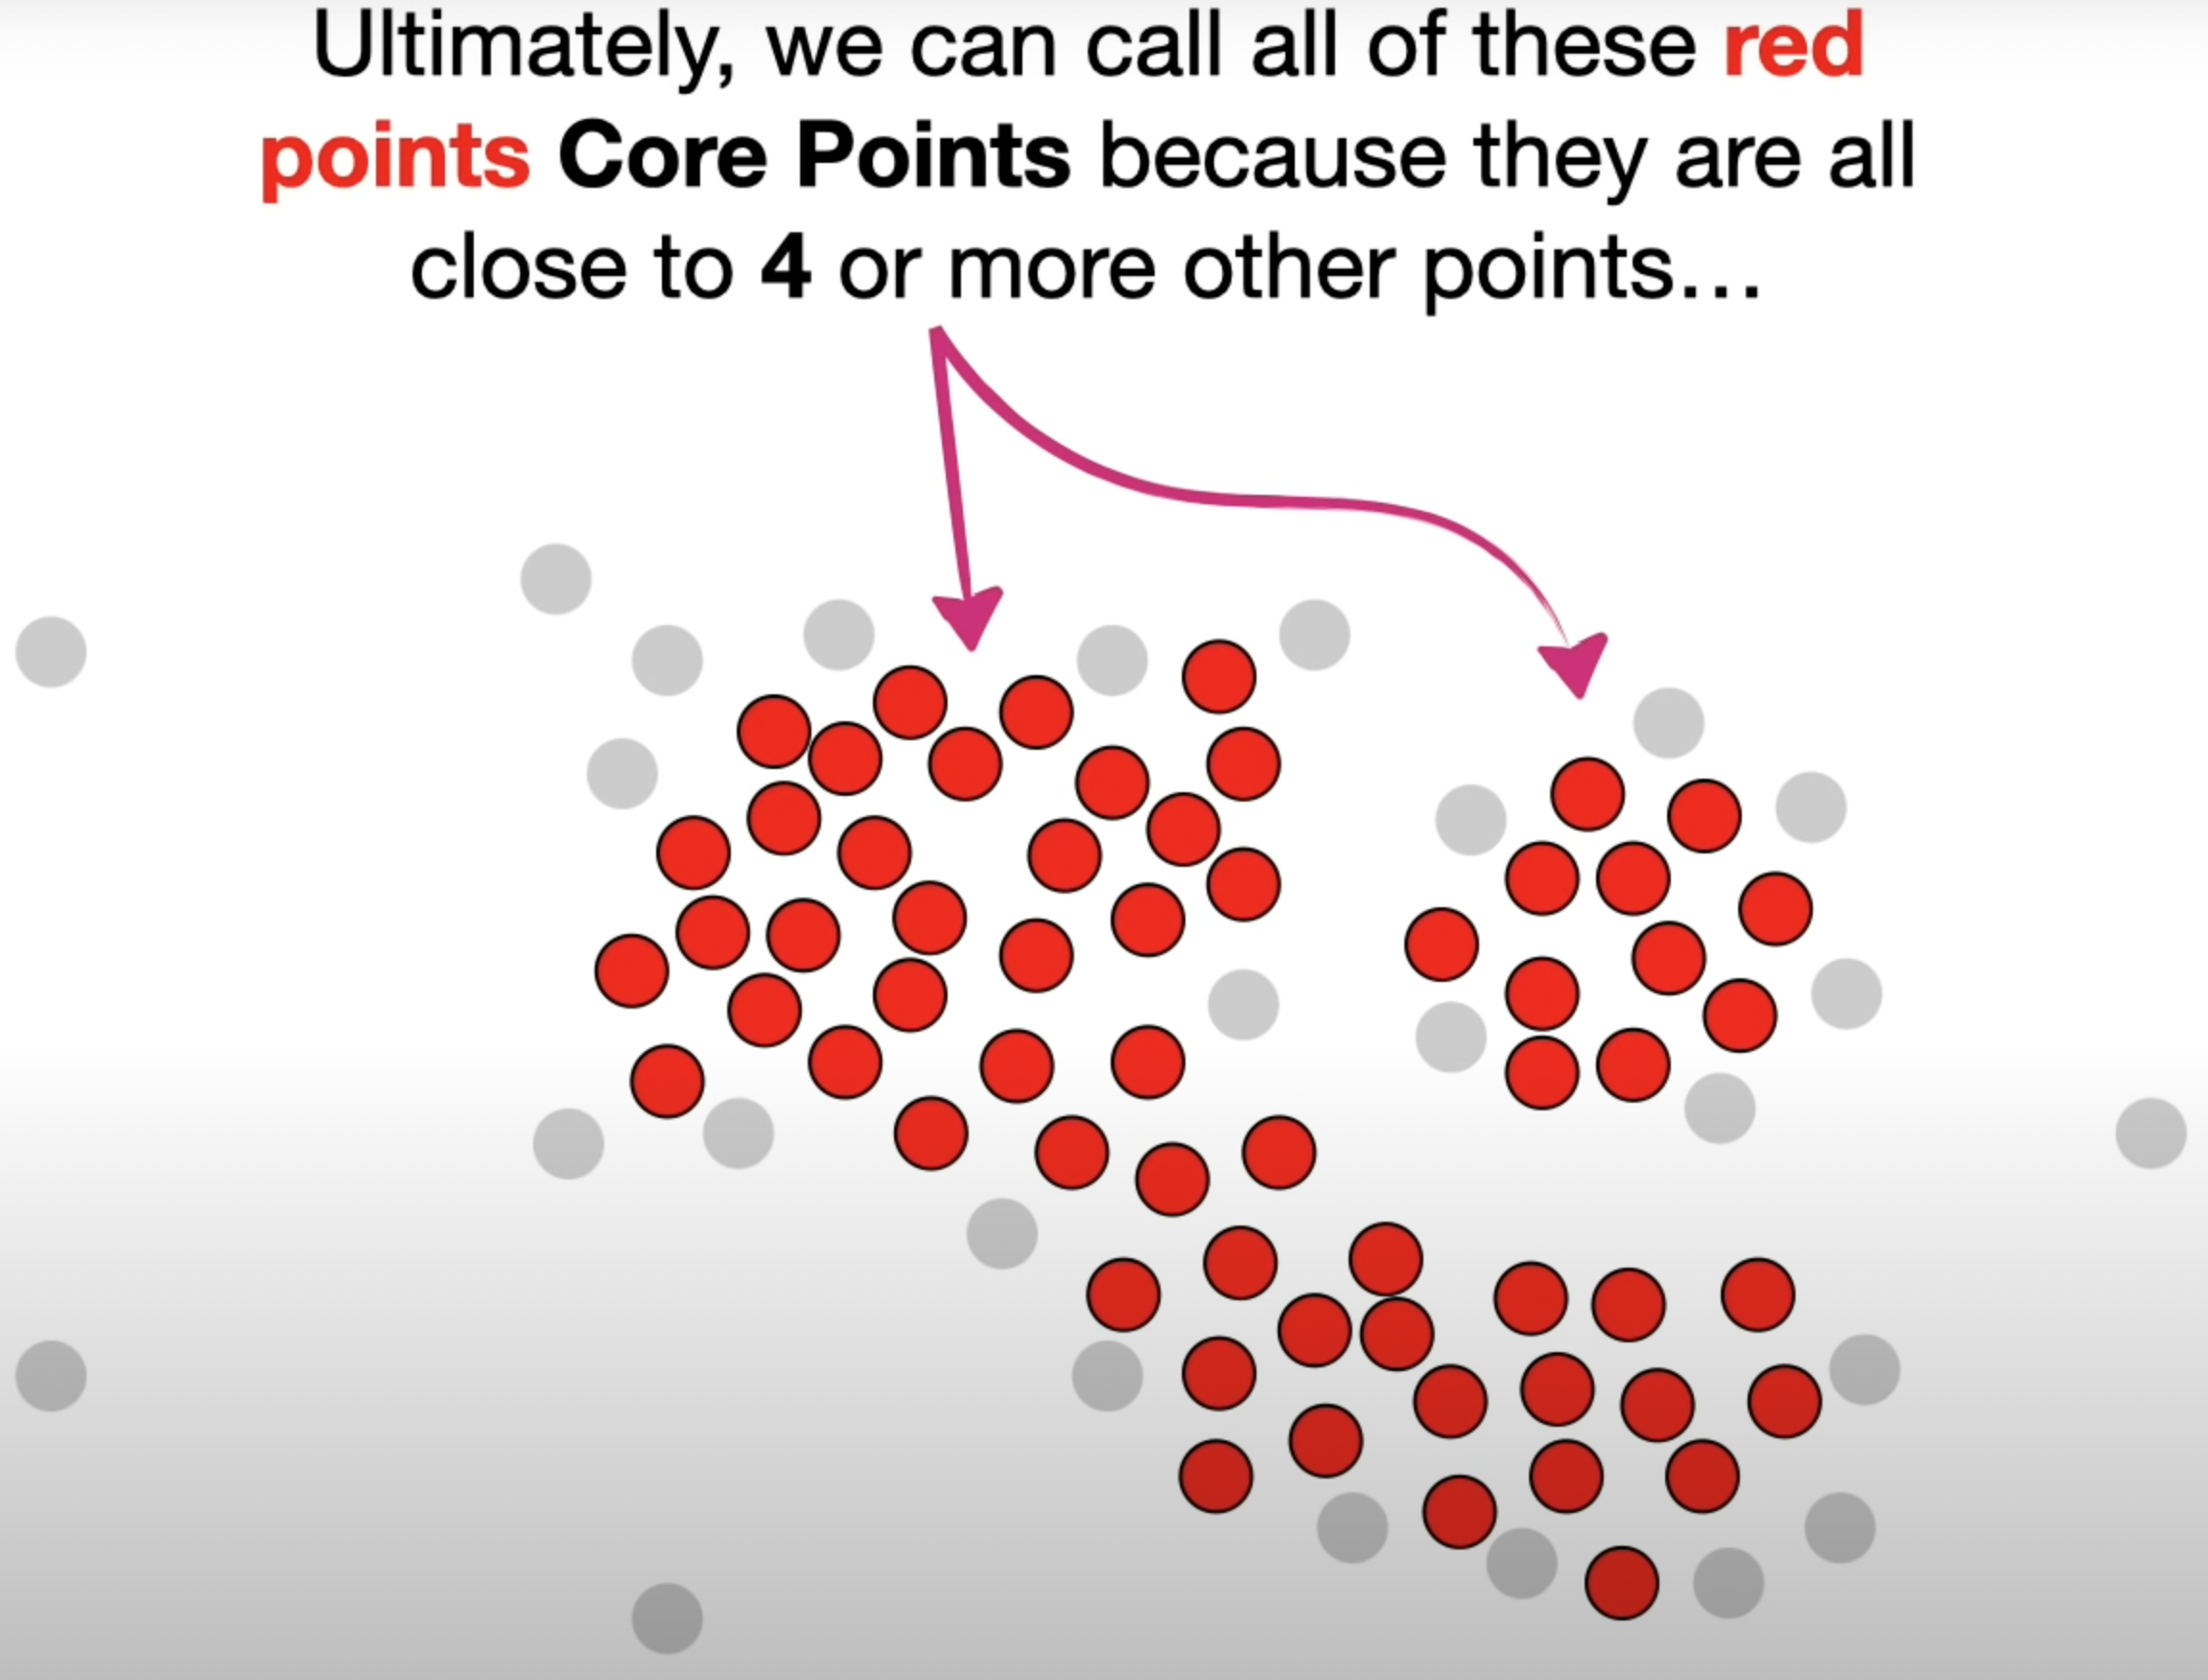 Ultimately, we can call all of these red
points Core Points because they are all
close to 4 or more other points...